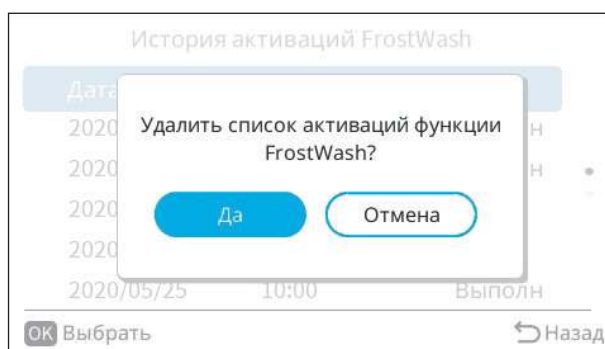 История активаций FrostWash
Дата
Удалить список активаций функции
FrostWash?
2020 н
2020 н
2020
2020
Да Отмена
2020/05/25 10:00 Выполн
OK Выбрать Назад